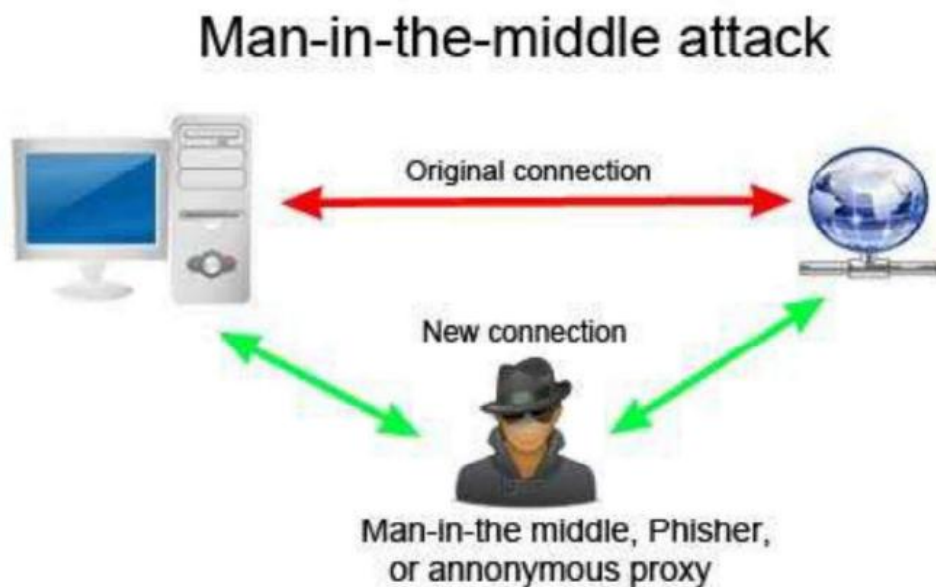 Man-in-the-middle attack
Original connection
New connection
Man-in-the middle, Phisher,
or annonymous proxy